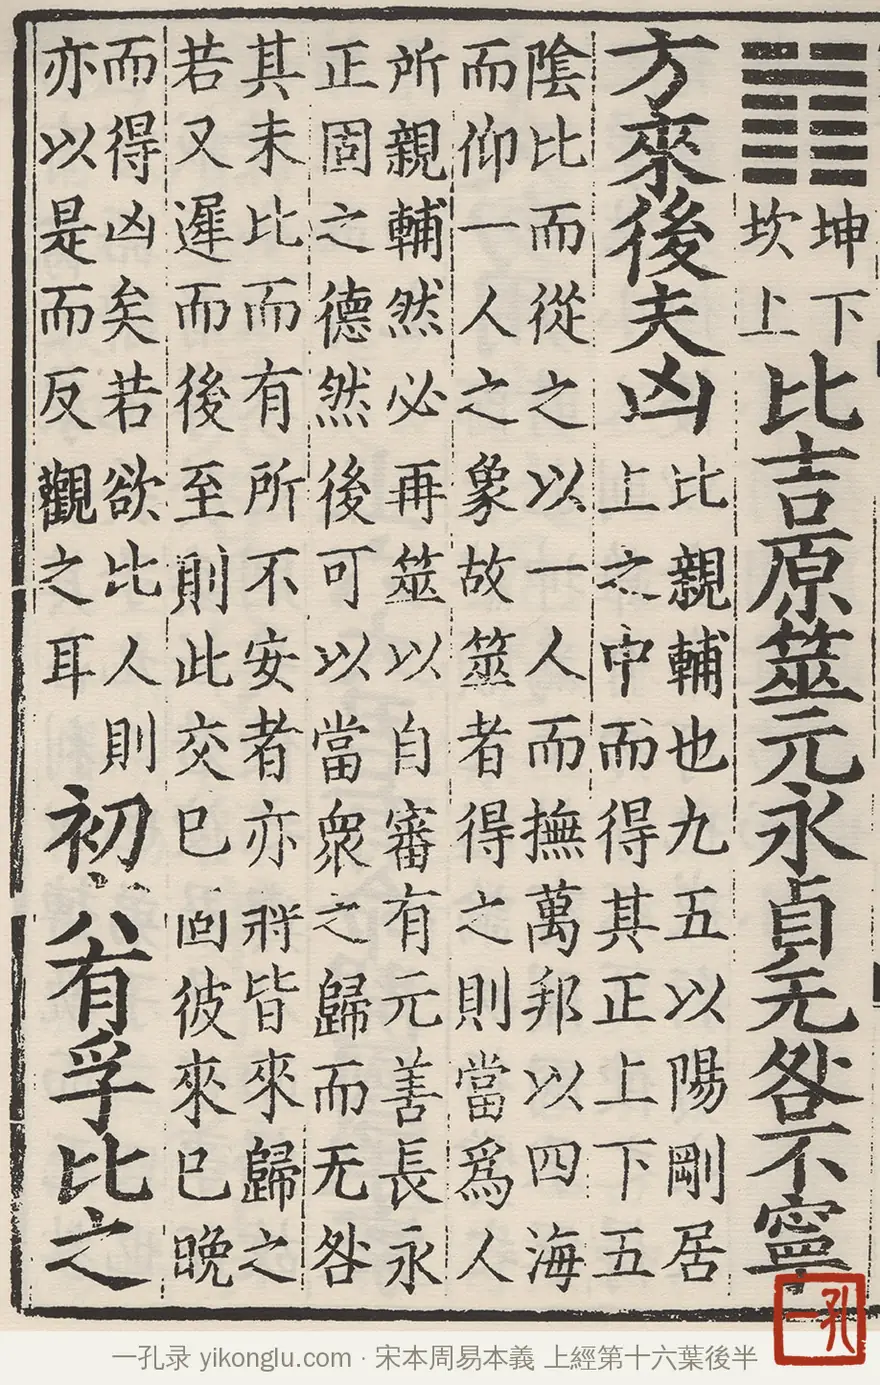 坤下
坎上
比吉原筮元永貞无咎不寧
方來後夫凶
比親輔也九五以陽剛居
上之中而得其正上下五
陰比而從之以一人而撫萬邦以四海
而仰一人之象故筮者得之則當爲人
所親輔然必再筮以自審有元善長永
正固之德然後可以當衆之歸而无咎
其未比而有所不安者亦將皆來歸之
若又遲而後至則此交已固彼來已晚
而得凶矣若欲比人則
亦以是而反觀之耳
初六有孚比之
一孔
一孔录 yikonglu.com · 宋本周易本義 上經第十六葉後半